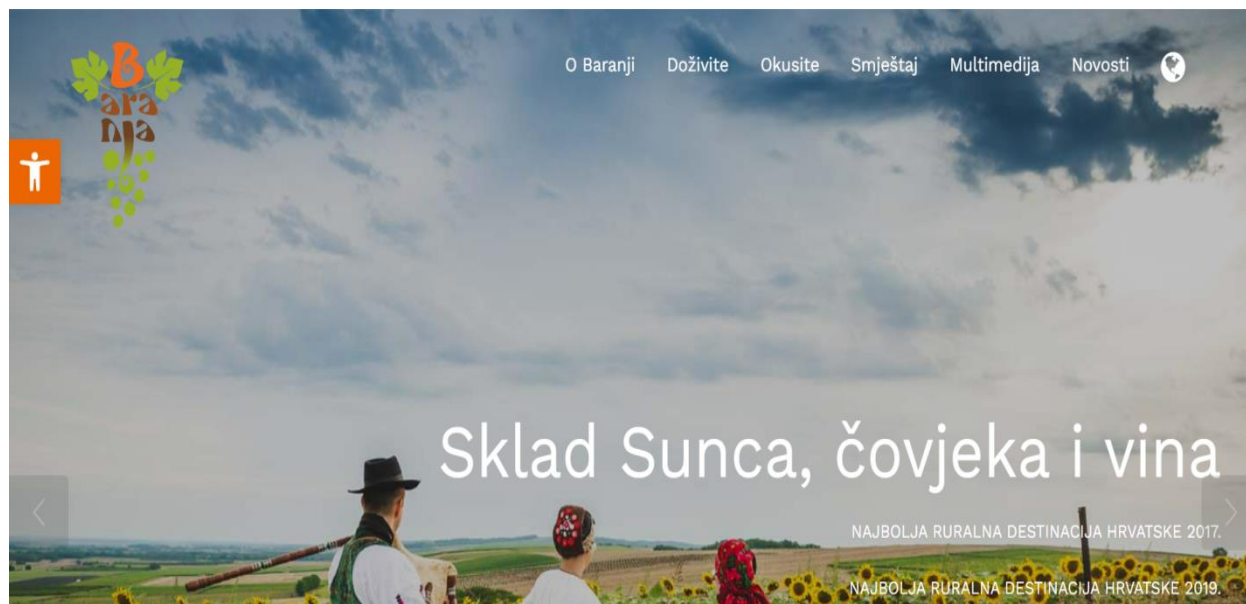 Baranja
O Baranji Doživite Okusite Smještaj Multimedija Novosti
Sklad Sunca, čovjeka i vina
NAJBOLJA RURALNA DESTINACIJA HRVATSKE 2017.
NAJBOLJA RURALNA DESTINACIJA HRVATSKE 2019.